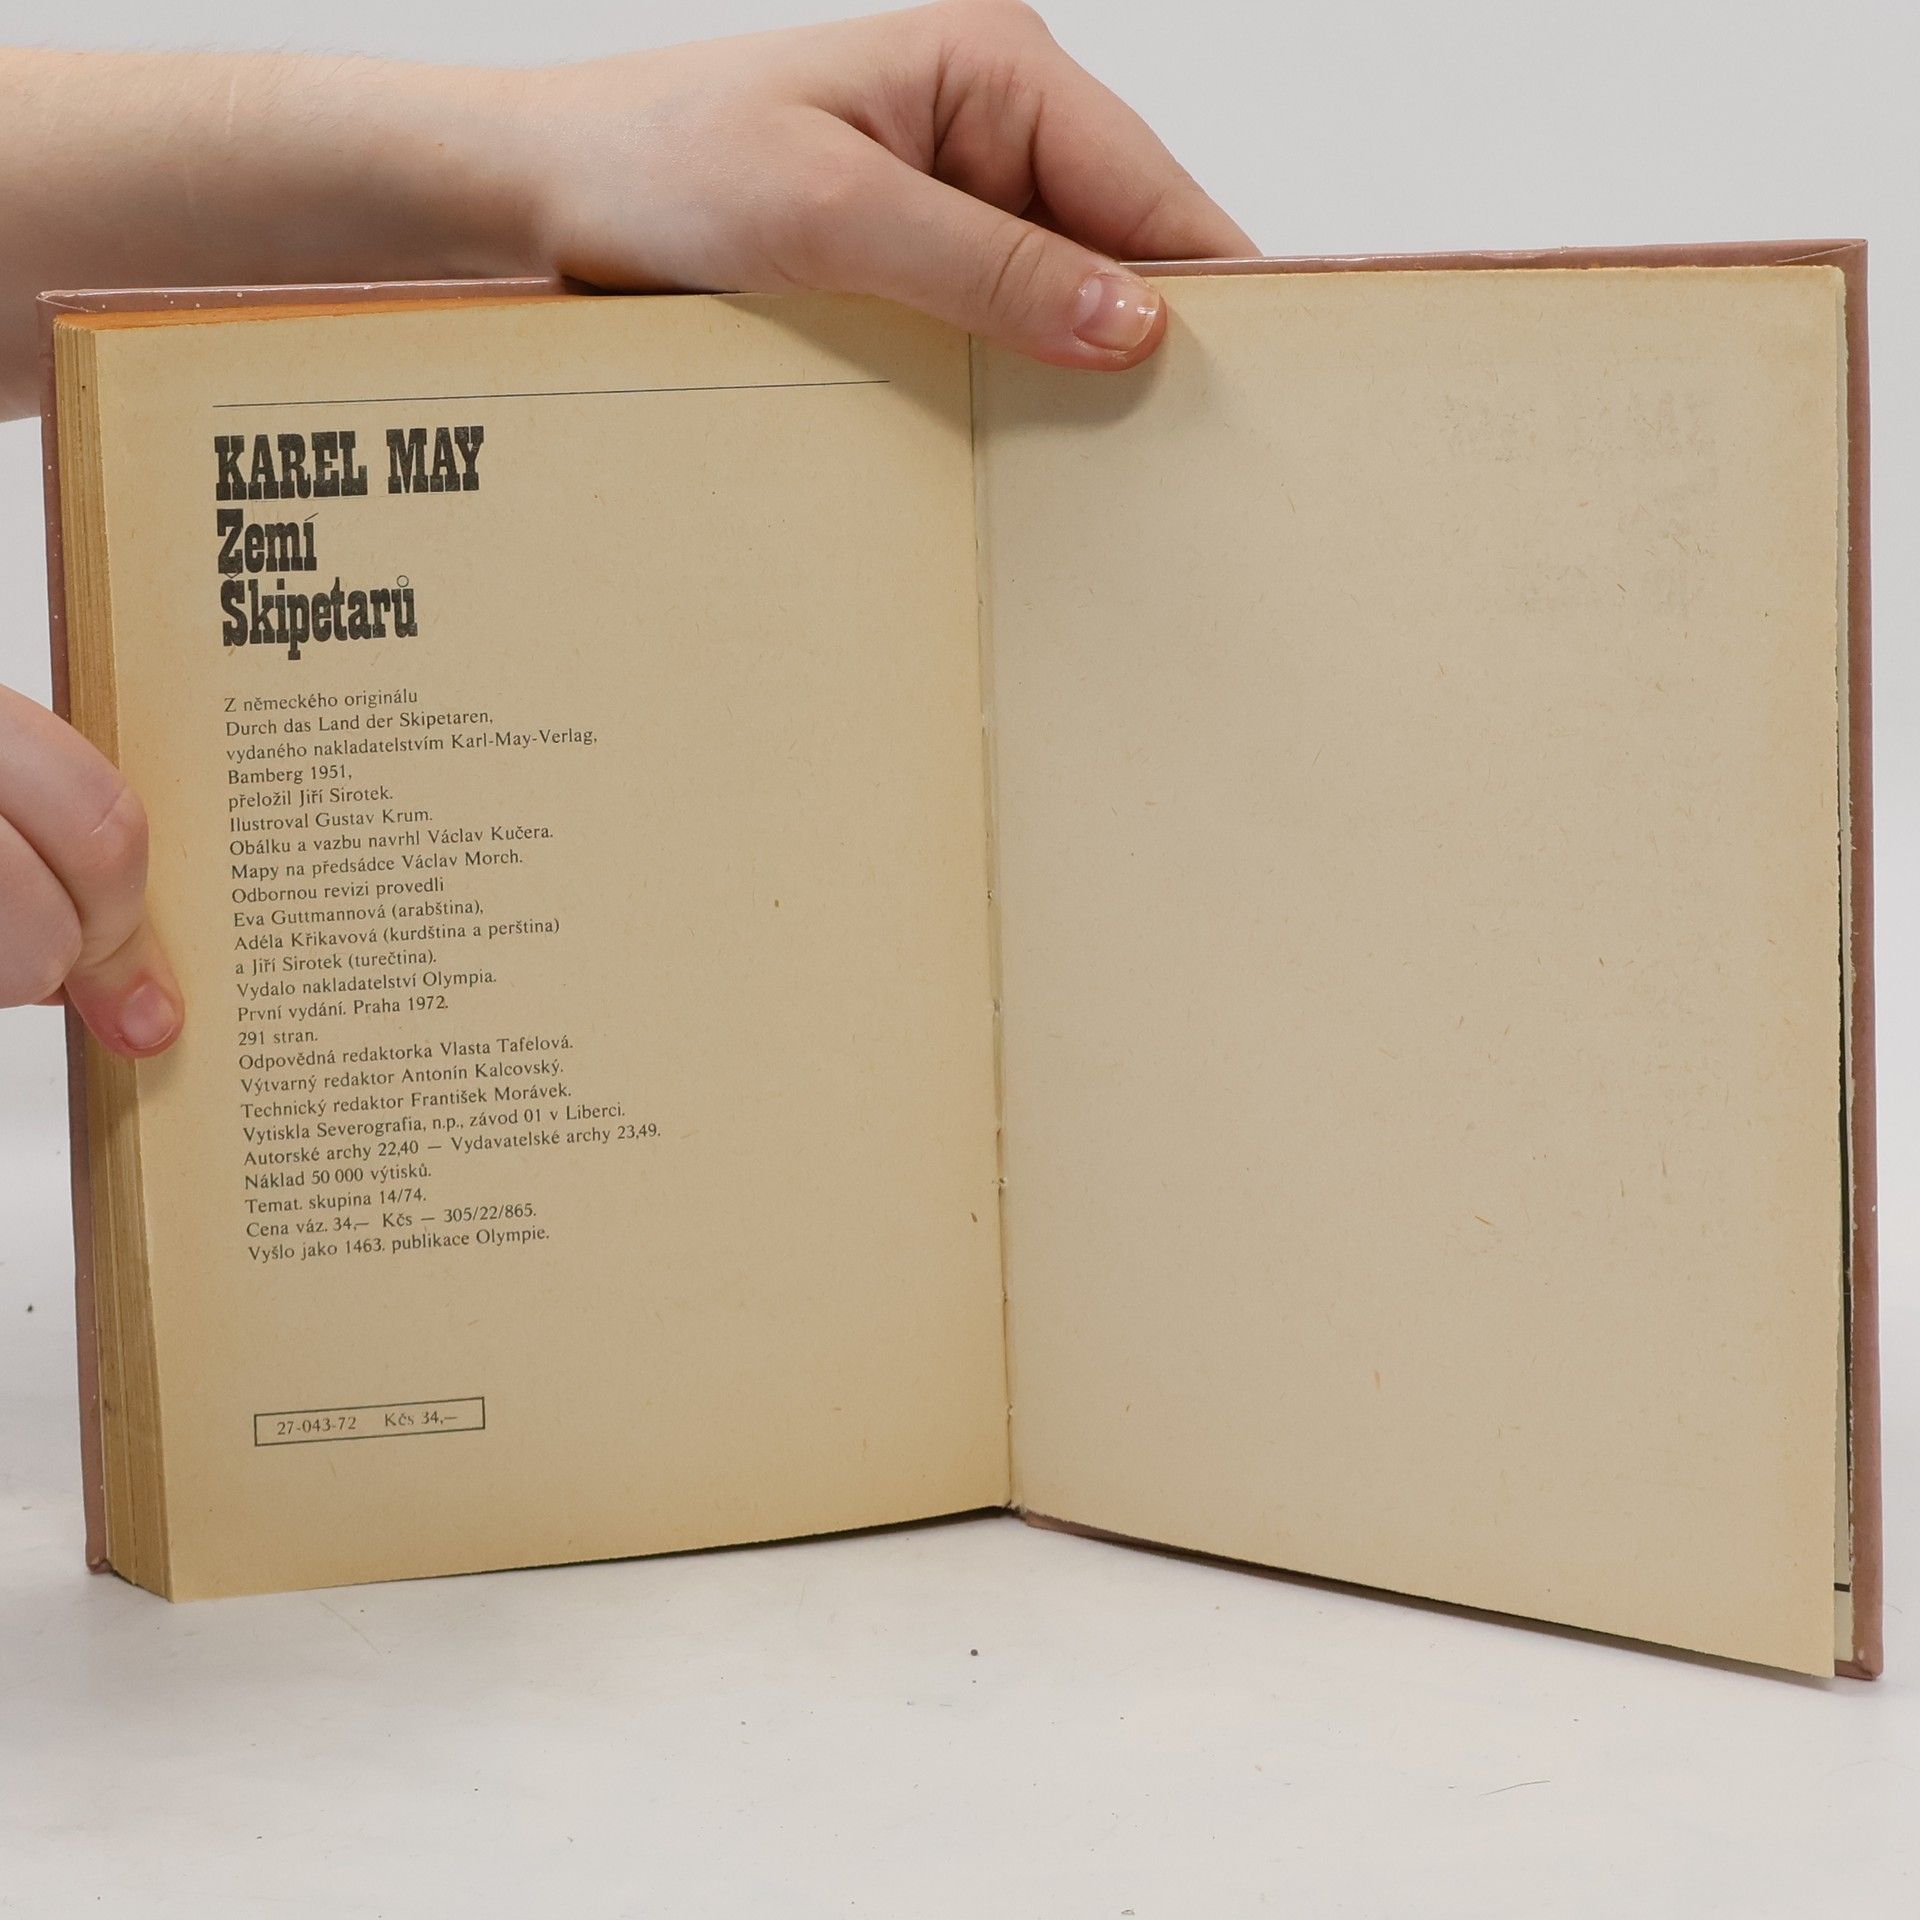 KAREL MAY
Zemí
Škipetarů
Z německého originálu
Durch das Land der Skipetaren,
vydaného nakladatelstvím Karl-May-Verlag,
Bamberg 1951,
přeložil Jiří Sirotek.
Ilustroval Gustav Krum.
Obálku a vazbu navrhl Václav Kučera.
Mapy na předsádce Václav Morch.
Odbornou revizi provedli
Eva Guttmannová (arabština),
Adéla Křikavová (kurdština a perština)
a Jiří Sirotek (turečtina).
Vydalo nakladatelství Olympia.
První vydání. Praha 1972.
291 stran.
Odpovědná redaktorka Vlasta Tafelová.
Výtvarný redaktor Antonín Kalcovský.
Technický redaktor František Morávek.
Vytiskla Severografia, n.p., závod 01 v Liberci.
Autorské archy 22,40 — Vydavatelské archy 23,49.
Náklad 50 000 výtisků.
Temat. skupina 14/74.
Cena váz. 34,— Kčs — 305/22/865.
Vyšlo jako 1463. publikace Olympie.
27-043-72 Kčs 34,—